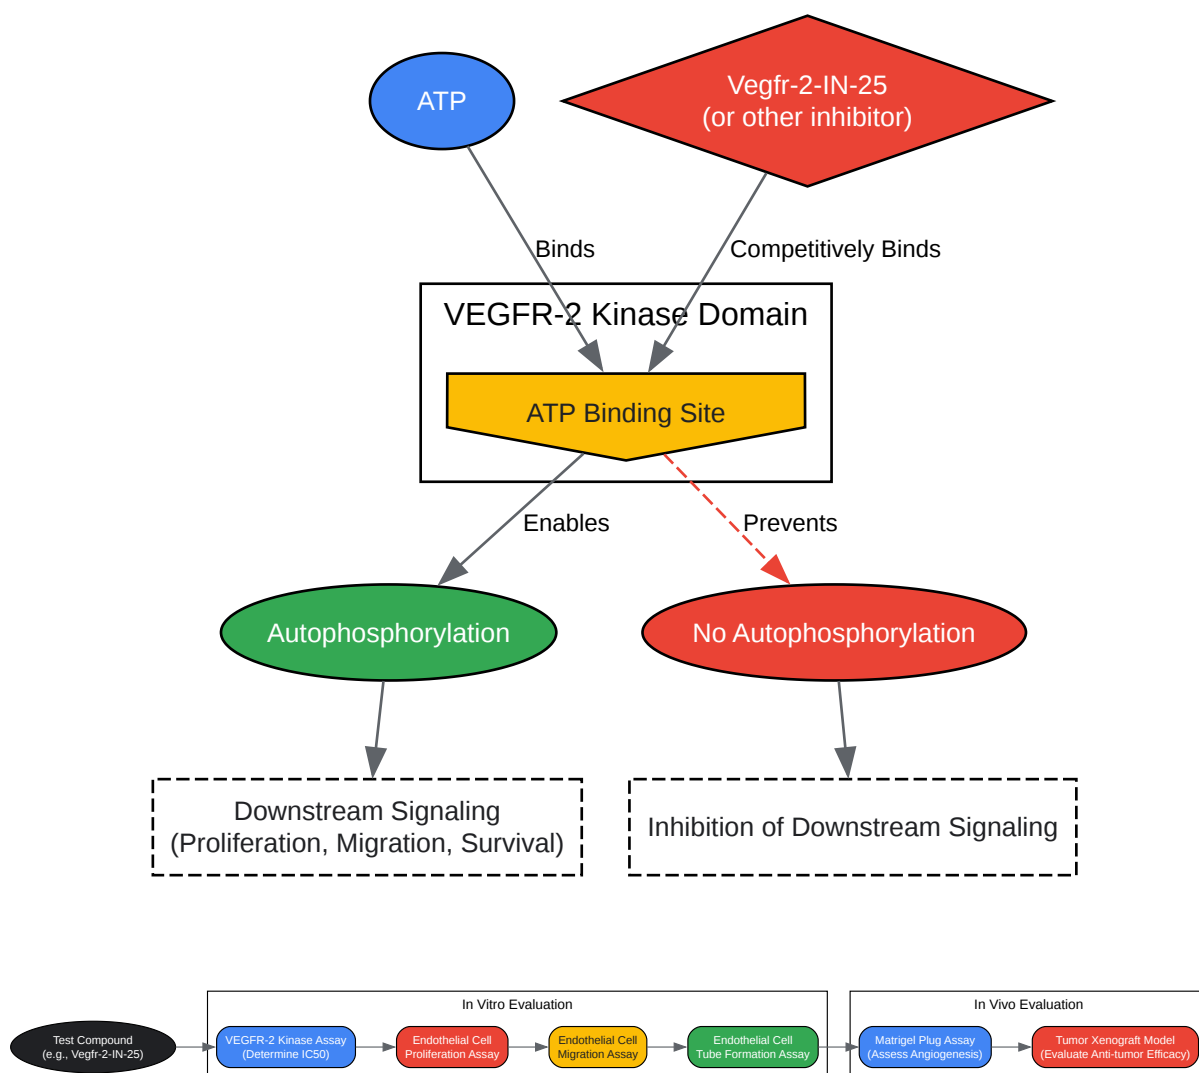 ATP
Vegfr-2-IN-25
(or other inhibitor)
Binds
Competitively Binds
VEGFR-2 Kinase Domain
ATP Binding Site
Enables
Prevents
Autophosphorylation
No Autophosphorylation
Downstream Signaling
(Proliferation, Migration, Survival)
Inhibition of Downstream Signaling
In Vitro Evaluation
In Vivo Evaluation
Test Compound
(e.g., Vegfr-2-IN-25)
VEGFR-2 Kinase Assay
(Determine IC50)
Endothelial Cell
Proliferation Assay
Endothelial Cell
Migration Assay
Endothelial Cell
Tube Formation Assay
Matrigel Plug Assay
(Assess Angiogenesis)
Tumor Xenograft Model
(Evaluate Anti-tumor Efficacy)